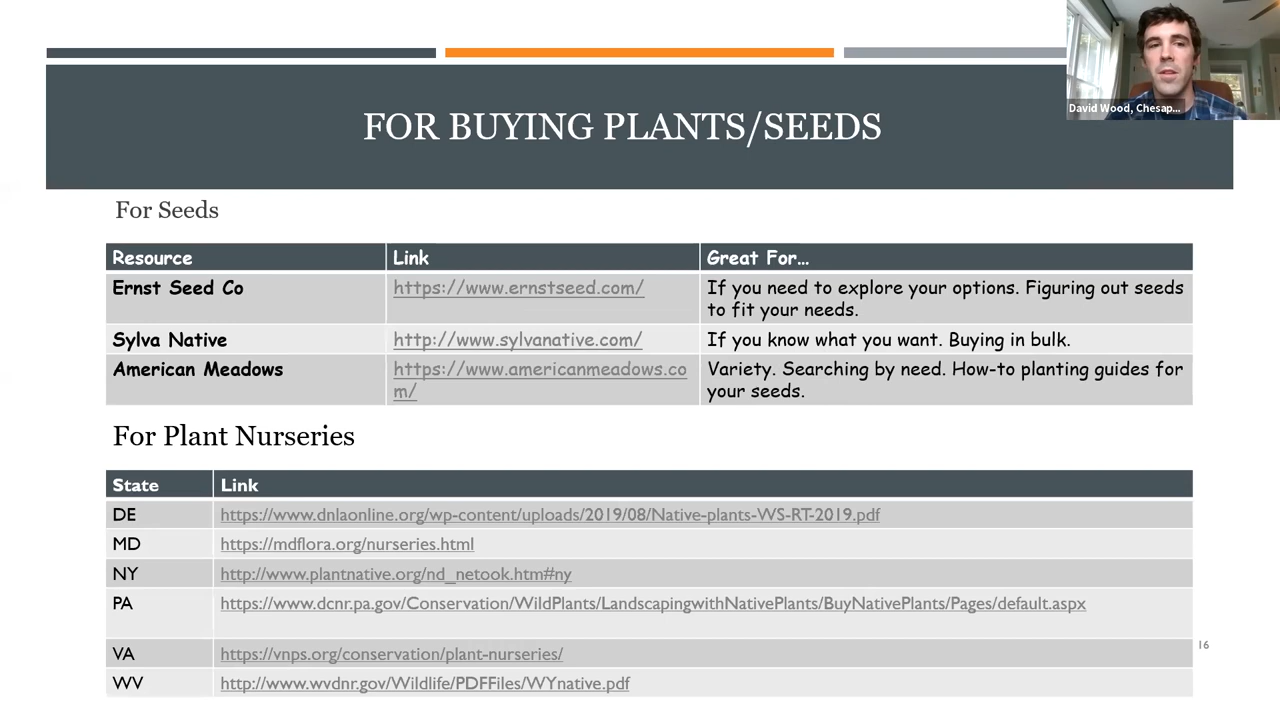 David Wood, Chesap...
FOR BUYING PLANTS/SEEDS
For Seeds
Resource Link Great For...
Ernst Seed Co https://www.ernstseed.com/ If you need to explore your options. Figuring out seeds
to fit your needs.
Sylva Native http://www.sylvanative.com/ If you know what you want. Buying in bulk.
American Meadows https://www.americanmeadows.co Variety. Searching by need. How-to planting guides for
m/ your seeds.
For Plant Nurseries
State Link
DE https://www.dnlaonline.org/wp-content/uploads/2019/08/Native-plants-WS-RT-2019.pdf
MD https://mdflora.org/nurseries.html
NY http://www.plantnative.org/nd_netook.htm#ny
PA https://www.dcnr.pa.gov/Conservation/WildPlants/LandscapingwithNativePlants/BuyNativePlants/Pages/default.aspx
16
VA https://vnps.org/conservation/plant-nurseries/
WV http://www.wvdnr.gov/Wildlife/PDFFiles/WYnative.pdf